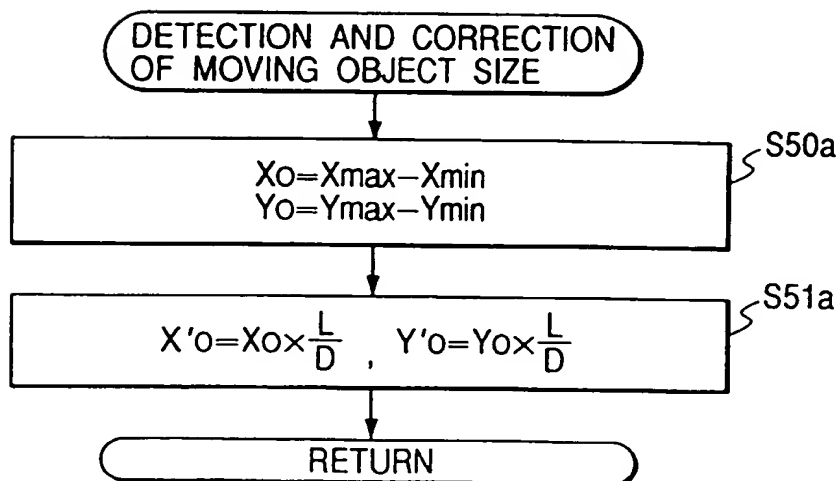 DETECTION AND CORRECTION
OF MOVING OBJECT SIZE
S50a
Xo=Xmax−Xmin
Yo=Ymax−Ymin
S51a
X'o=Xo×L/D , Y'o=Yo×L/D
RETURN